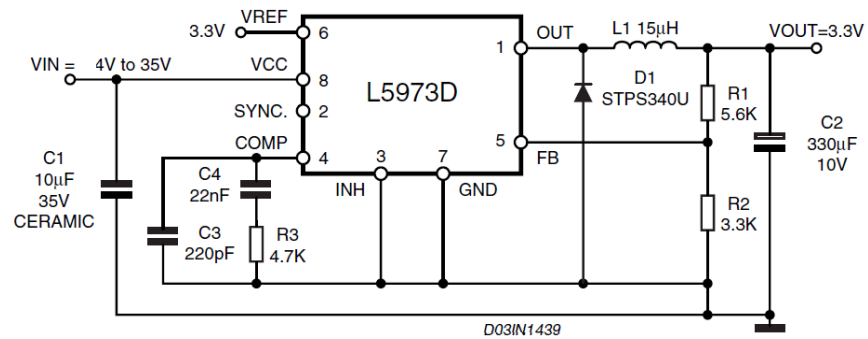 VREF
3.3V
6
VIN = 4V to 35V
VCC
8
SYNC.
2
COMP
4
L5973D
1
OUT
L1 15µH
VOUT=3.3V
D1
STPS340U
R1
5.6K
5
FB
C2
330µF
10V
3
INH
7
GND
C1
10µF
35V
CERAMIC
C4
22nF
C3
220pF
R3
4.7K
R2
3.3K
D03IN1439